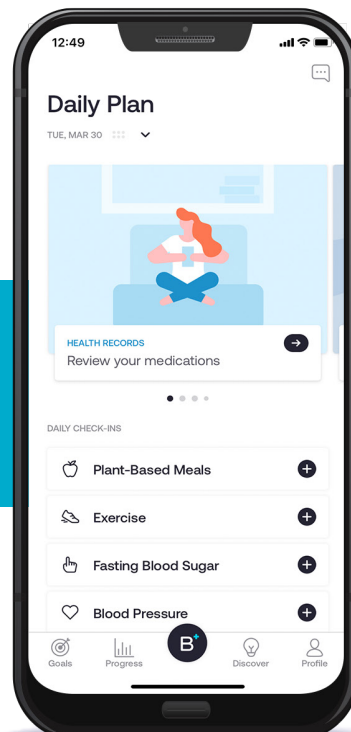 12:49
Daily Plan
TUE, MAR 30
HEALTH RECORDS
Review your medications
DAILY CHECK-INS
Plant-Based Meals
Exercise
Fasting Blood Sugar
Blood Pressure
B+
Goals
Progress
Discover
Profile